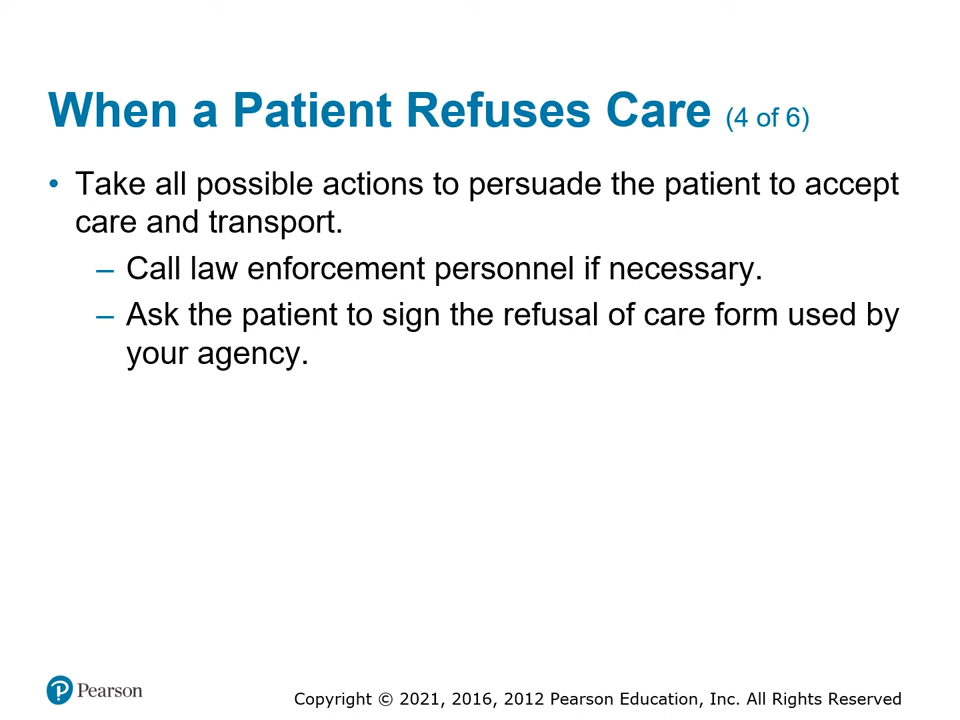 When a Patient Refuses Care (4 of 6)
• Take all possible actions to persuade the patient to accept
care and transport.
– Call law enforcement personnel if necessary.
– Ask the patient to sign the refusal of care form used by
your agency.
Pearson
Copyright © 2021, 2016, 2012 Pearson Education, Inc. All Rights Reserved